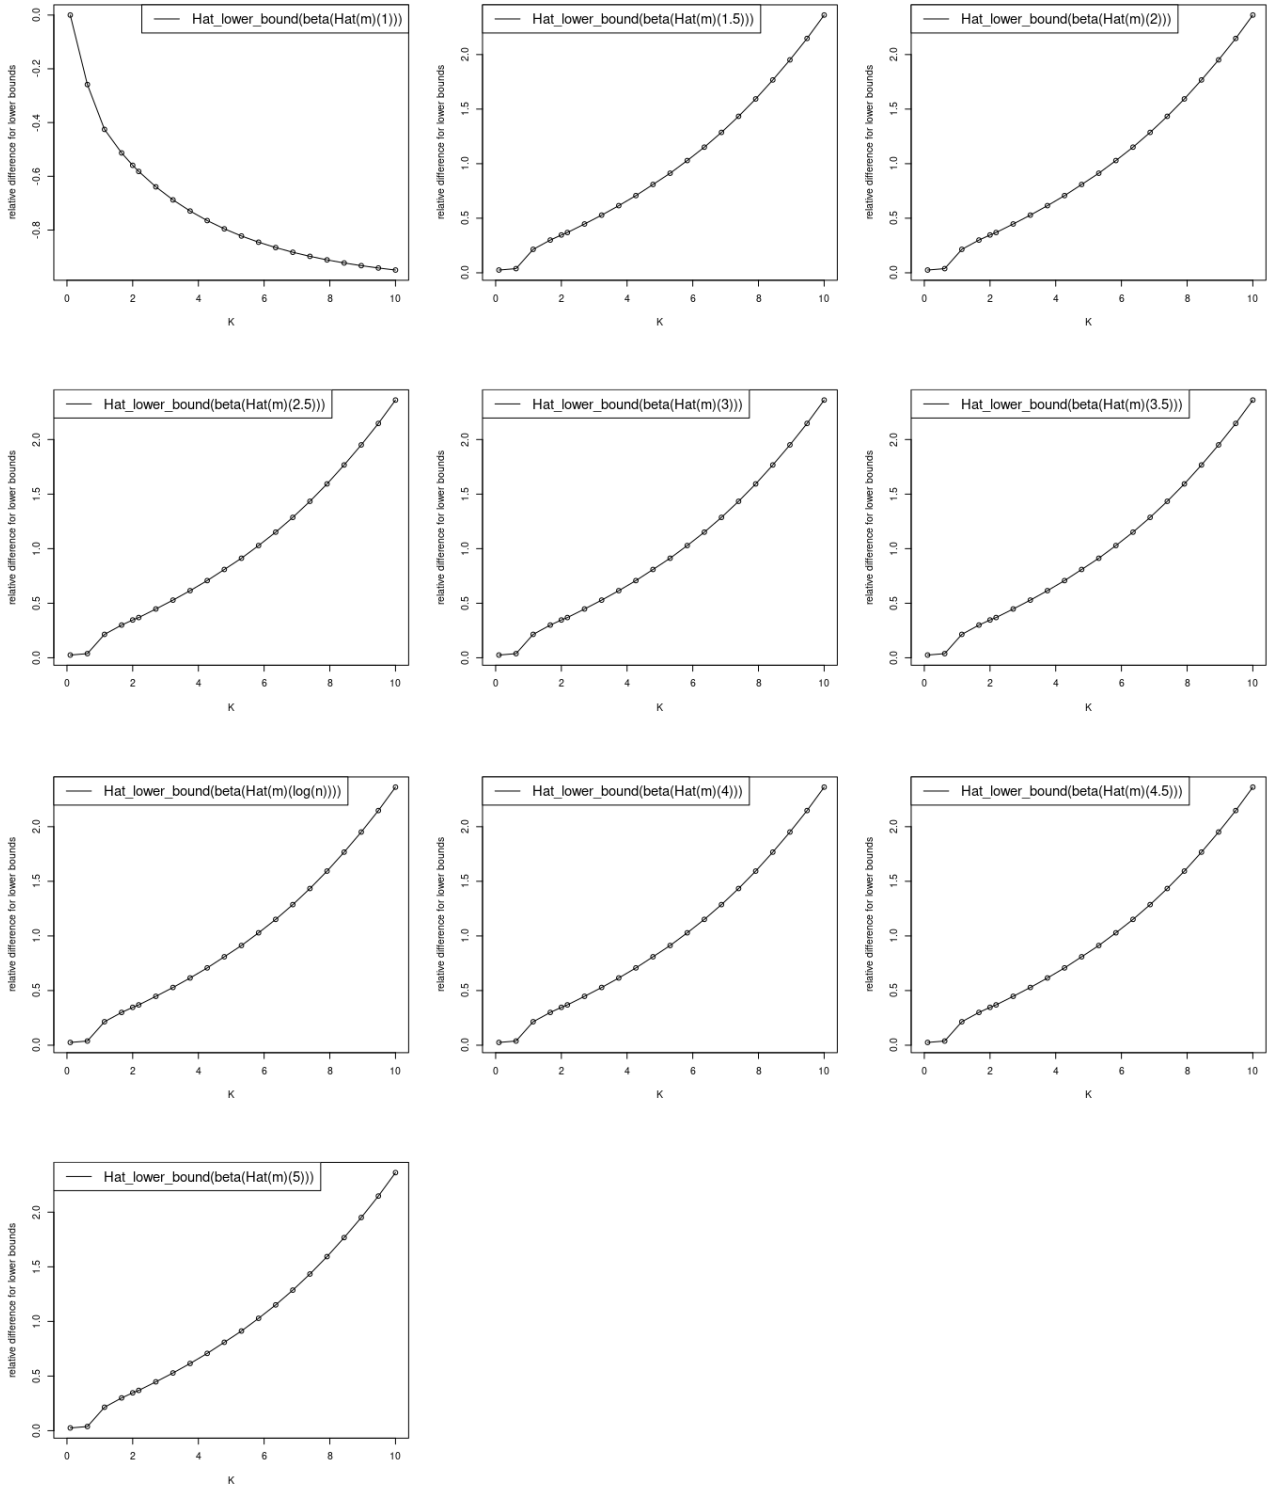 Hat_lower_bound(beta(Hat(m)(1)))
relative difference for lower bounds
0.0
-0.2
-0.4
-0.6
-0.8
0 2 4 6 8 10
K
Hat_lower_bound(beta(Hat(m)(1.5)))
relative difference for lower bounds
2.0
1.5
1.0
0.5
0.0
0 2 4 6 8 10
K
Hat_lower_bound(beta(Hat(m)(2)))
relative difference for lower bounds
2.0
1.5
1.0
0.5
0.0
0 2 4 6 8 10
K
Hat_lower_bound(beta(Hat(m)(2.5)))
relative difference for lower bounds
2.0
1.5
1.0
0.5
0.0
0 2 4 6 8 10
K
Hat_lower_bound(beta(Hat(m)(3)))
relative difference for lower bounds
2.0
1.5
1.0
0.5
0.0
0 2 4 6 8 10
K
Hat_lower_bound(beta(Hat(m)(3.5)))
relative difference for lower bounds
2.0
1.5
1.0
0.5
0.0
0 2 4 6 8 10
K
Hat_lower_bound(beta(Hat(m)(log(n))))
relative difference for lower bounds
2.0
1.5
1.0
0.5
0.0
0 2 4 6 8 10
K
Hat_lower_bound(beta(Hat(m)(4)))
relative difference for lower bounds
2.0
1.5
1.0
0.5
0.0
0 2 4 6 8 10
K
Hat_lower_bound(beta(Hat(m)(4.5)))
relative difference for lower bounds
2.0
1.5
1.0
0.5
0.0
0 2 4 6 8 10
K
Hat_lower_bound(beta(Hat(m)(5)))
relative difference for lower bounds
2.0
1.5
1.0
0.5
0.0
0 2 4 6 8 10
K